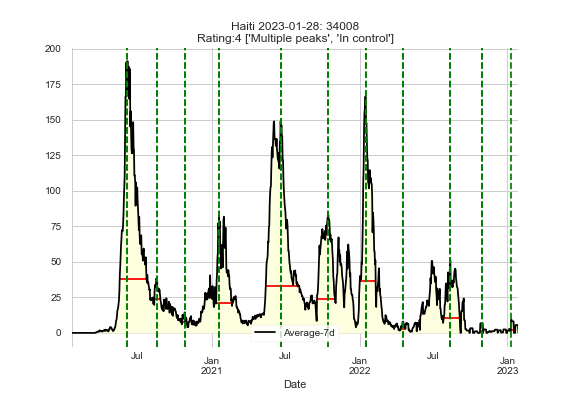 Haiti 2023-01-28: 34008
Rating:4 ['Multiple peaks', 'In control']
200
175
150
125
100
75
50
25
0
Average-7d
Jul
Jan
2021
Jul
Jan
2022
Jul
Jan
2023
Date